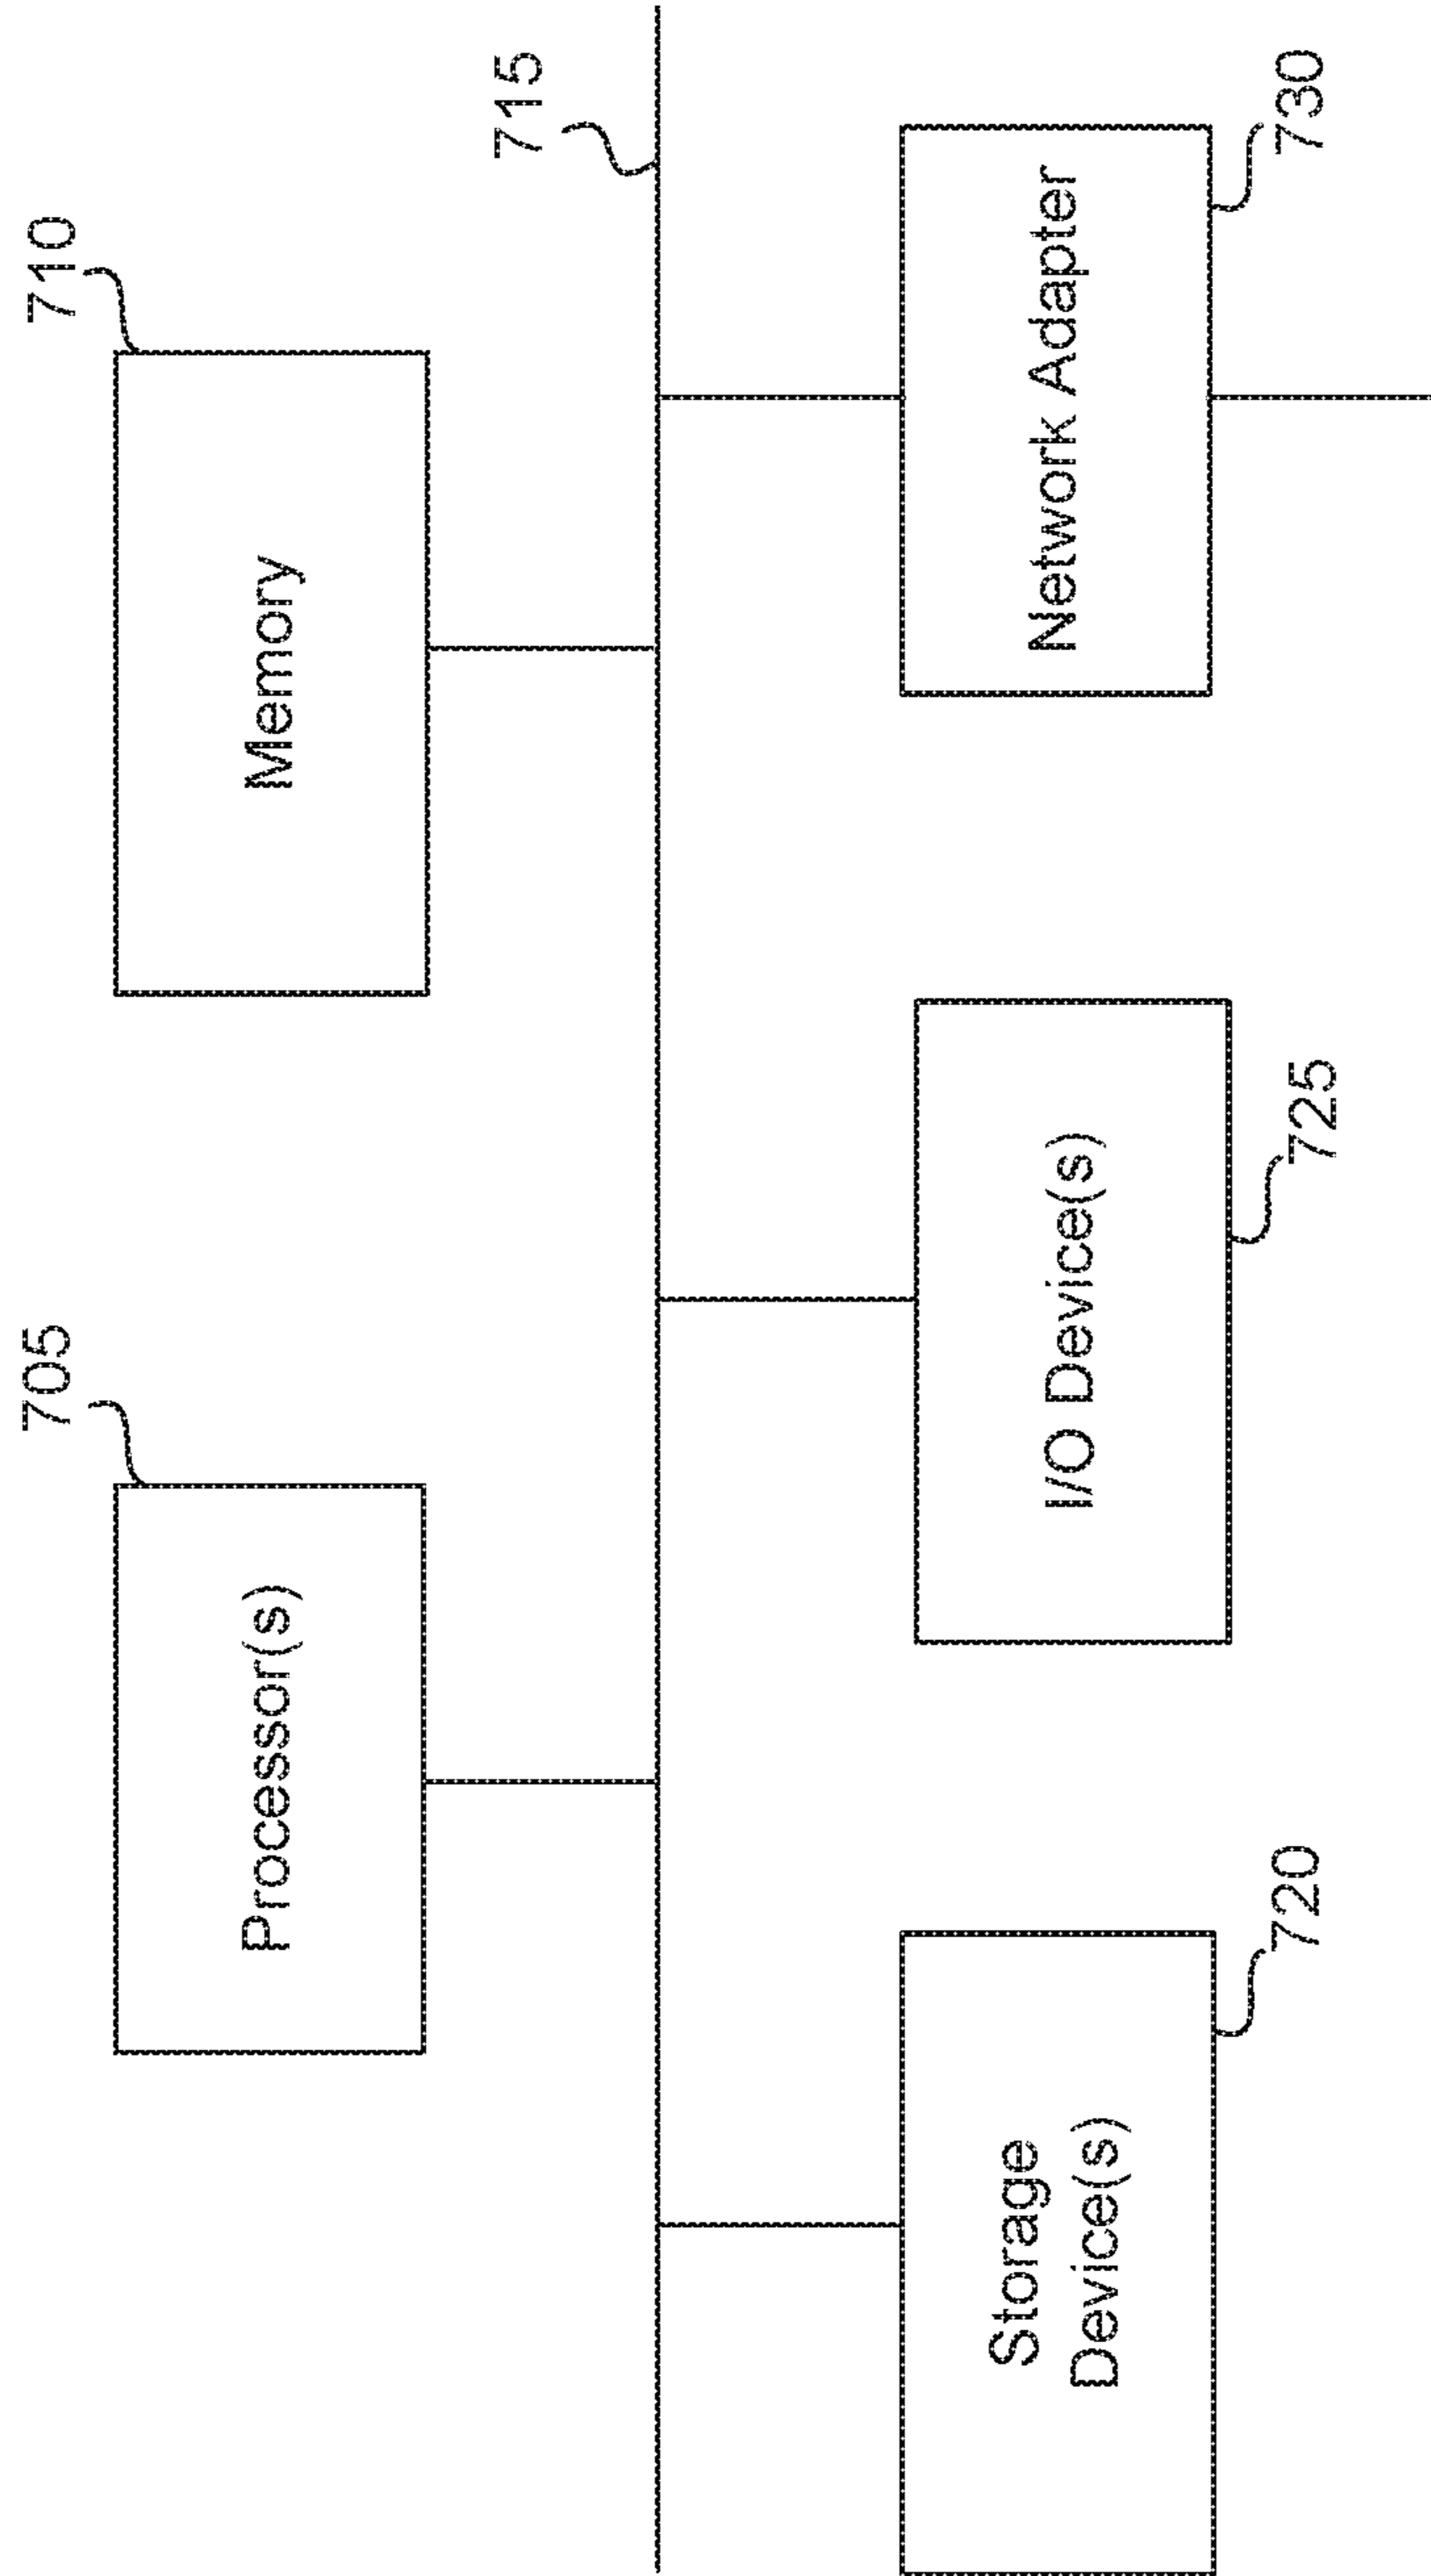 705
710
Processor(s)
Memory
715
Storage
Device(s)
I/O Device(s)
Network Adapter
720
725
730